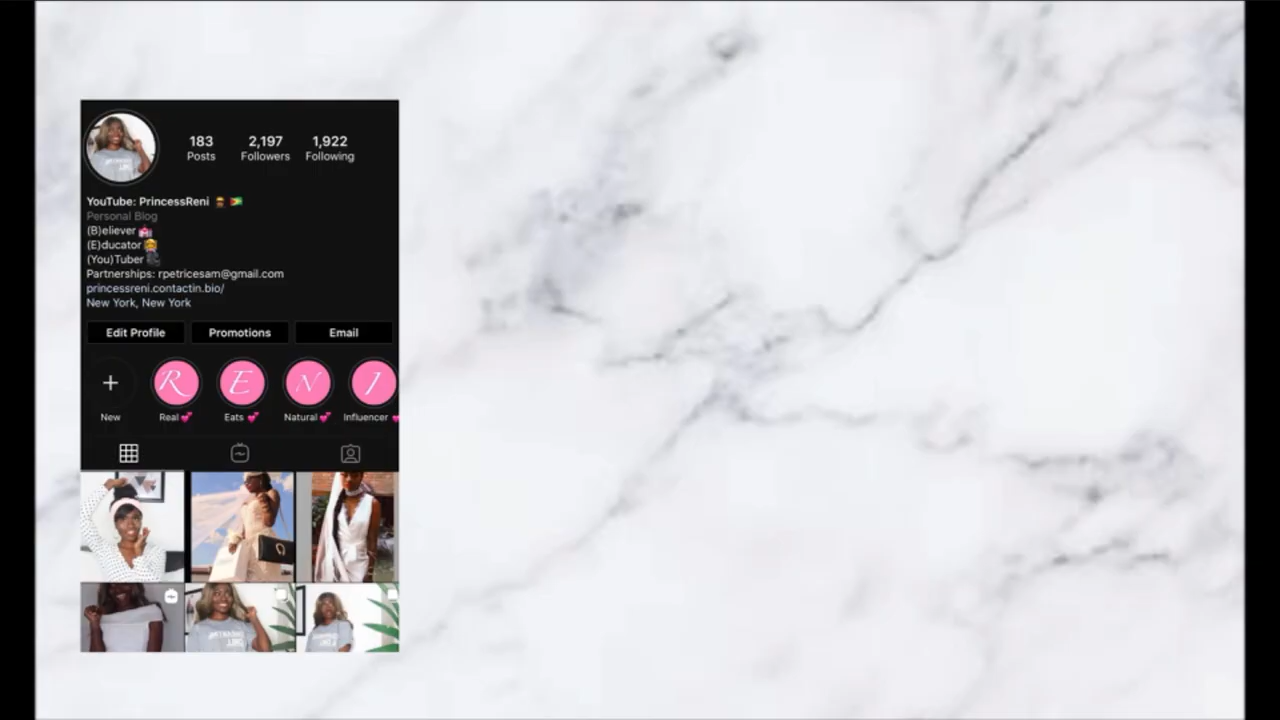 183 2,197 1,922
Posts Followers Following
YouTube: PrincessReni
Personal Blog
(B)eliever
(E)ducator
(You)Tuber
Partnerships: rpetricesam@gmail.com
princessreni.contactin.bio/
New York, New York
Edit Profile Promotions Email
R E N I
New Real Eats Natural Influencer